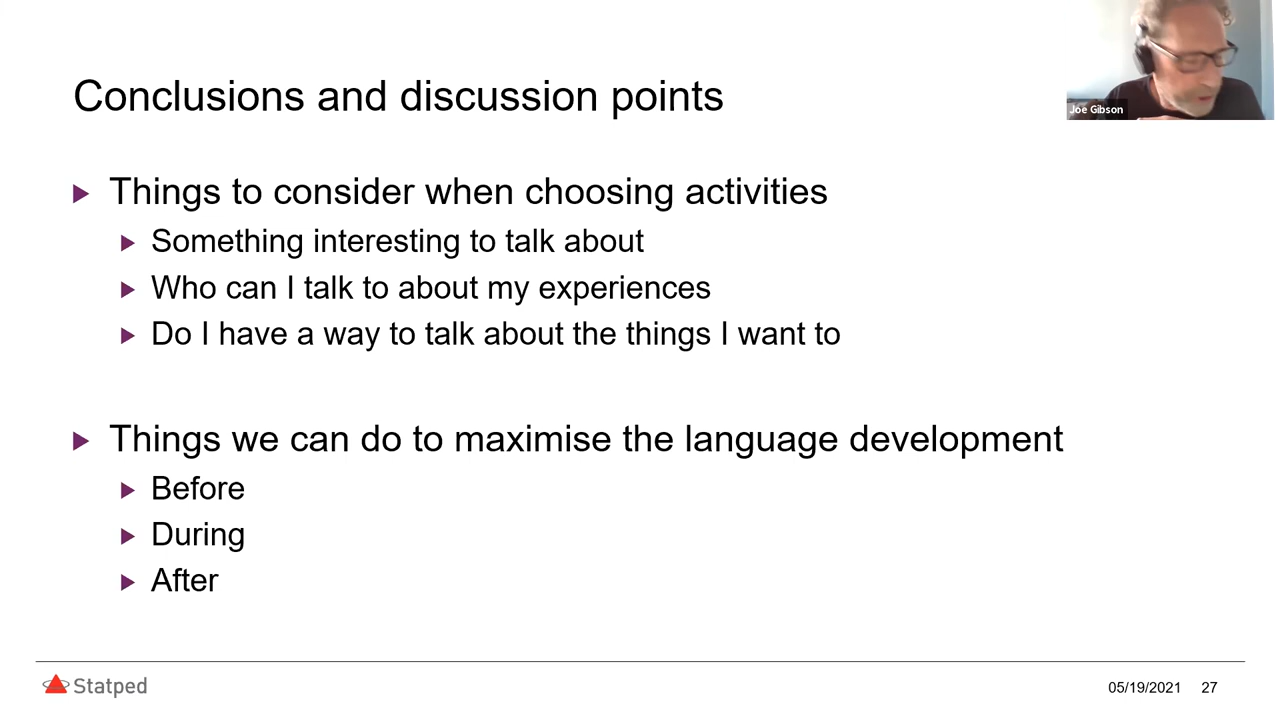 Conclusions and discussion points
Joe Gibson
Things to consider when choosing activities
Something interesting to talk about
Who can I talk to about my experiences
Do I have a way to talk about the things I want to
Things we can do to maximise the language development
Before
During
After
Statped
05/19/2021 27